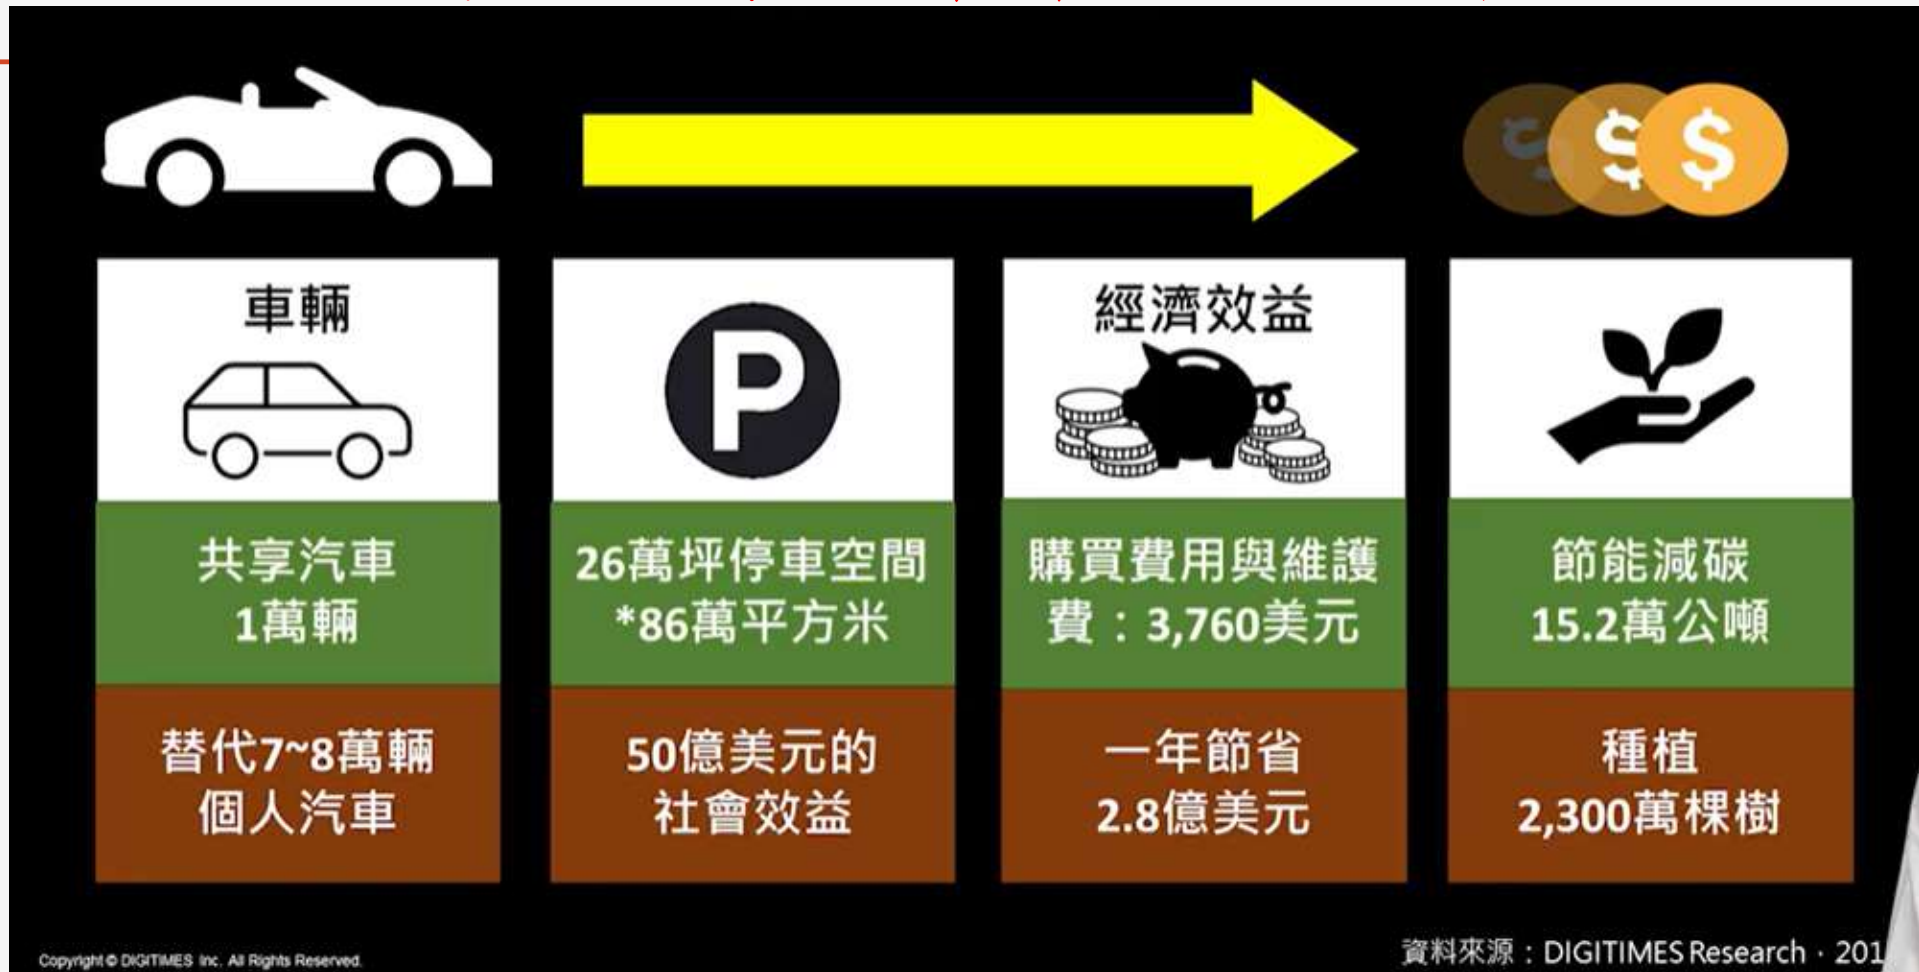 車輛
共享汽車
1萬輛
替代7~8萬輛
個人汽車
P
26萬坪停車空間
*86萬平方米
50億美元的
社會效益
經濟效益
購買費用與維護
費：3,760美元
一年節省
2.8億美元
$ $ $
節能減碳
15.2萬公噸
種植
2,300萬棵樹
Copyright © DIGITIMES Inc. All Rights Reserved.
資料來源：DIGITIMES Research，201